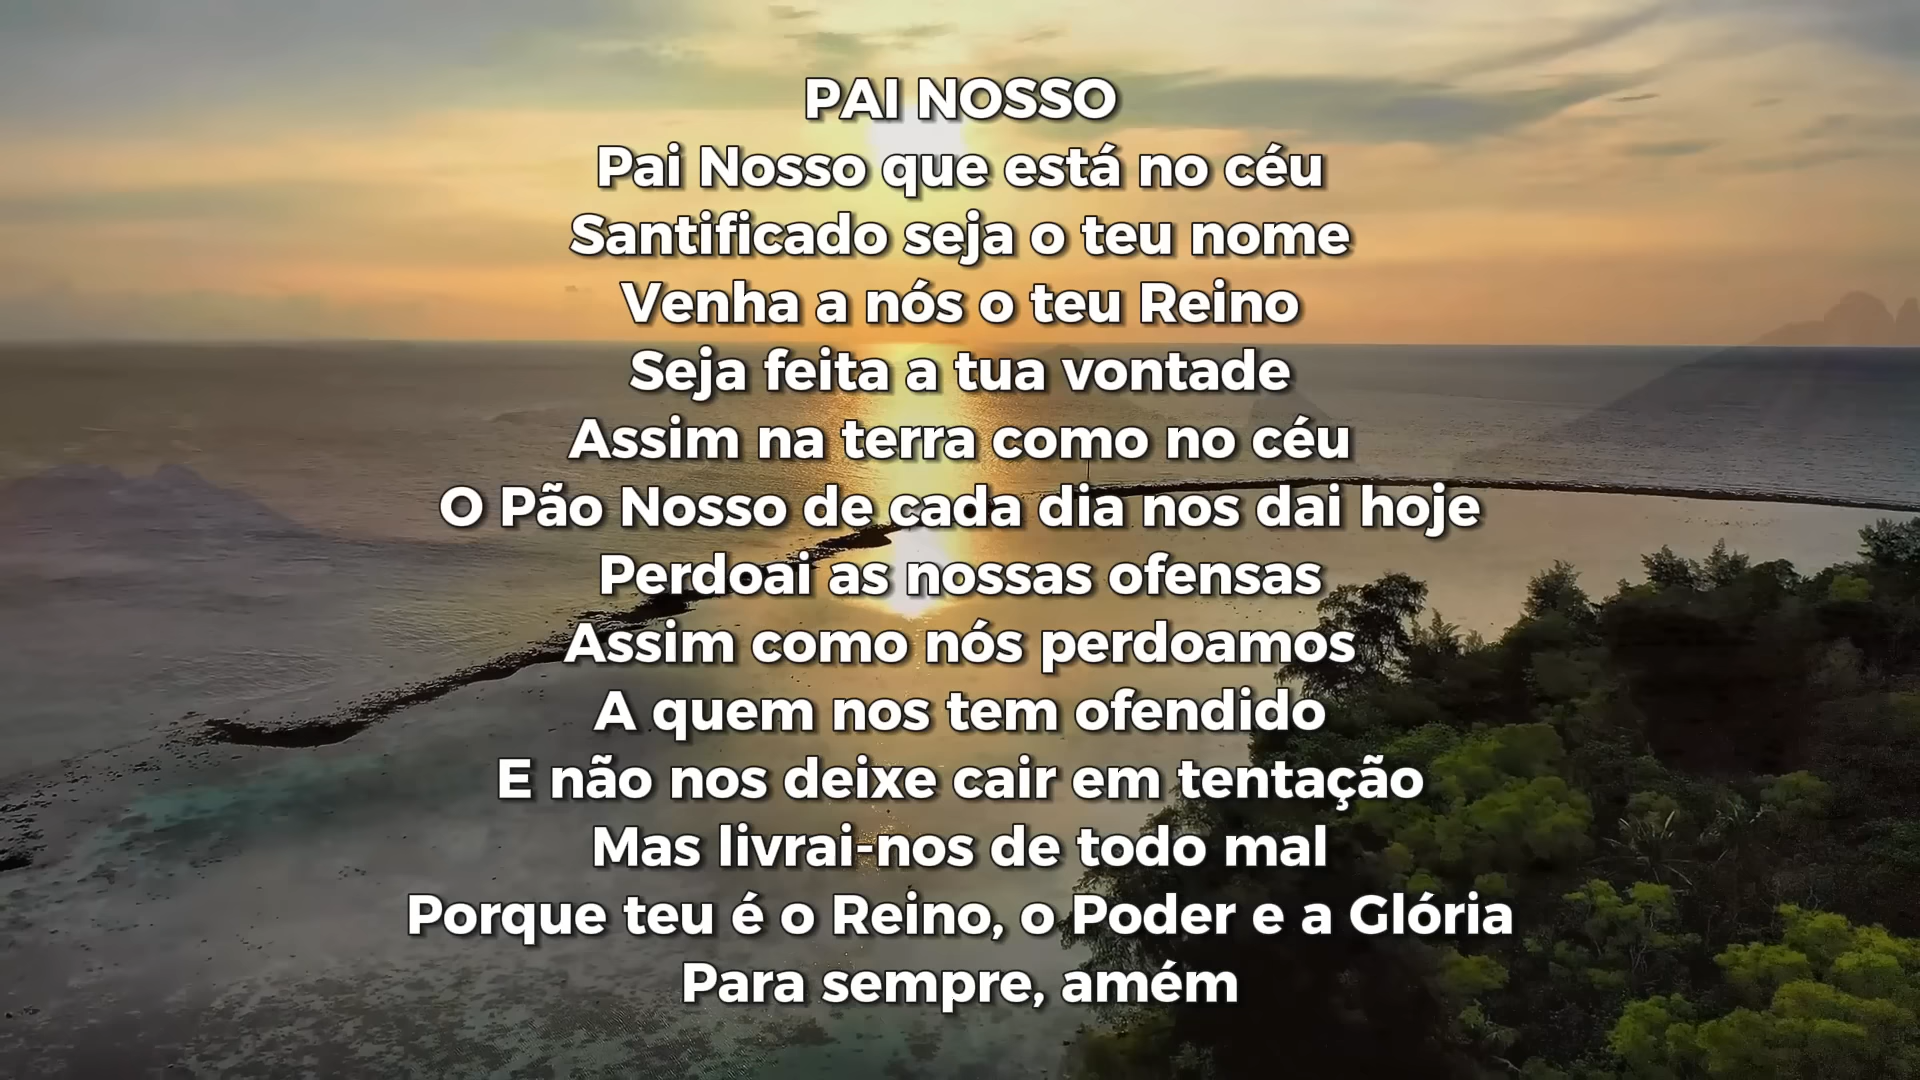 PAI NOSSO
Pai Nosso que está no céu
Santificado seja o teu nome
Venha a nós o teu Reino
Seja feita a tua vontade
Assim na terra como no céu
O Pão Nosso de cada dia nos dai hoje
Perdoai as nossas ofensas
Assim como nós perdoamos
A quem nos tem ofendido
E não nos deixe cair em tentação
Mas livrai-nos de todo mal
Porque teu é o Reino, o Poder e a Glória
Para sempre, amém